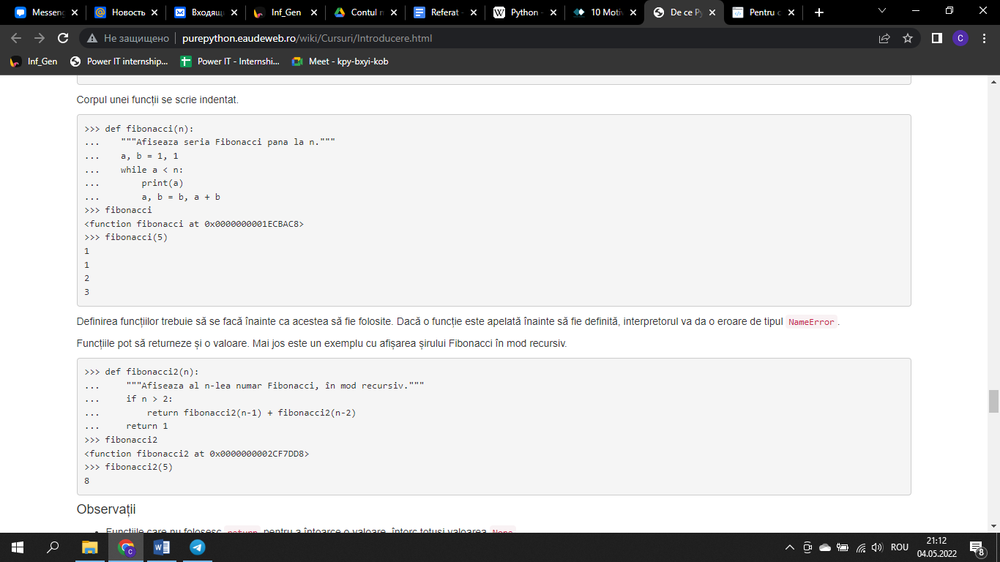 Messeng
Новость
Входящи
Inf_Gen
Contul m
Referat -
Python -
10 Motiv
De ce Py
Pentru c
Не защищено
purepython.eaudeweb.ro/wiki/Cursuri/Introducere.html
C
Inf_Gen
Power IT internship...
Power IT - Internshi...
Meet - kpy-bxyi-kob
Corpul unei funcții se scrie indentat.
>>> def fibonacci(n):
...    """Afiseaza seria Fibonacci pana la n."""
...    a, b = 1, 1
...    while a < n:
...        print(a)
...        a, b = b, a + b
>>> fibonacci
<function fibonacci at 0x0000000001ECBAC8>
>>> fibonacci(5)
1
1
2
3
Definirea funcțiilor trebuie să se facă înainte ca acestea să fie folosite. Dacă o funcție este apelată înainte să fie definită, interpretorul va da o eroare de tipul NameError.
Funcțiile pot să returneze și o valoare. Mai jos este un exemplu cu afișarea șirului Fibonacci în mod recursiv.
>>> def fibonacci2(n):
...     """Afiseaza al n-lea numar Fibonacci, în mod recursiv."""
...     if n > 2:
...         return fibonacci2(n-1) + fibonacci2(n-2)
...     return 1
>>> fibonacci2
<function fibonacci2 at 0x0000000002CF7DD8>
>>> fibonacci2(5)
8
Observații
Funcțiile care nu folosesc return pentru a întoarce o valoare, întorc totuși valoarea None
ROU
21:12
04.05.2022
8